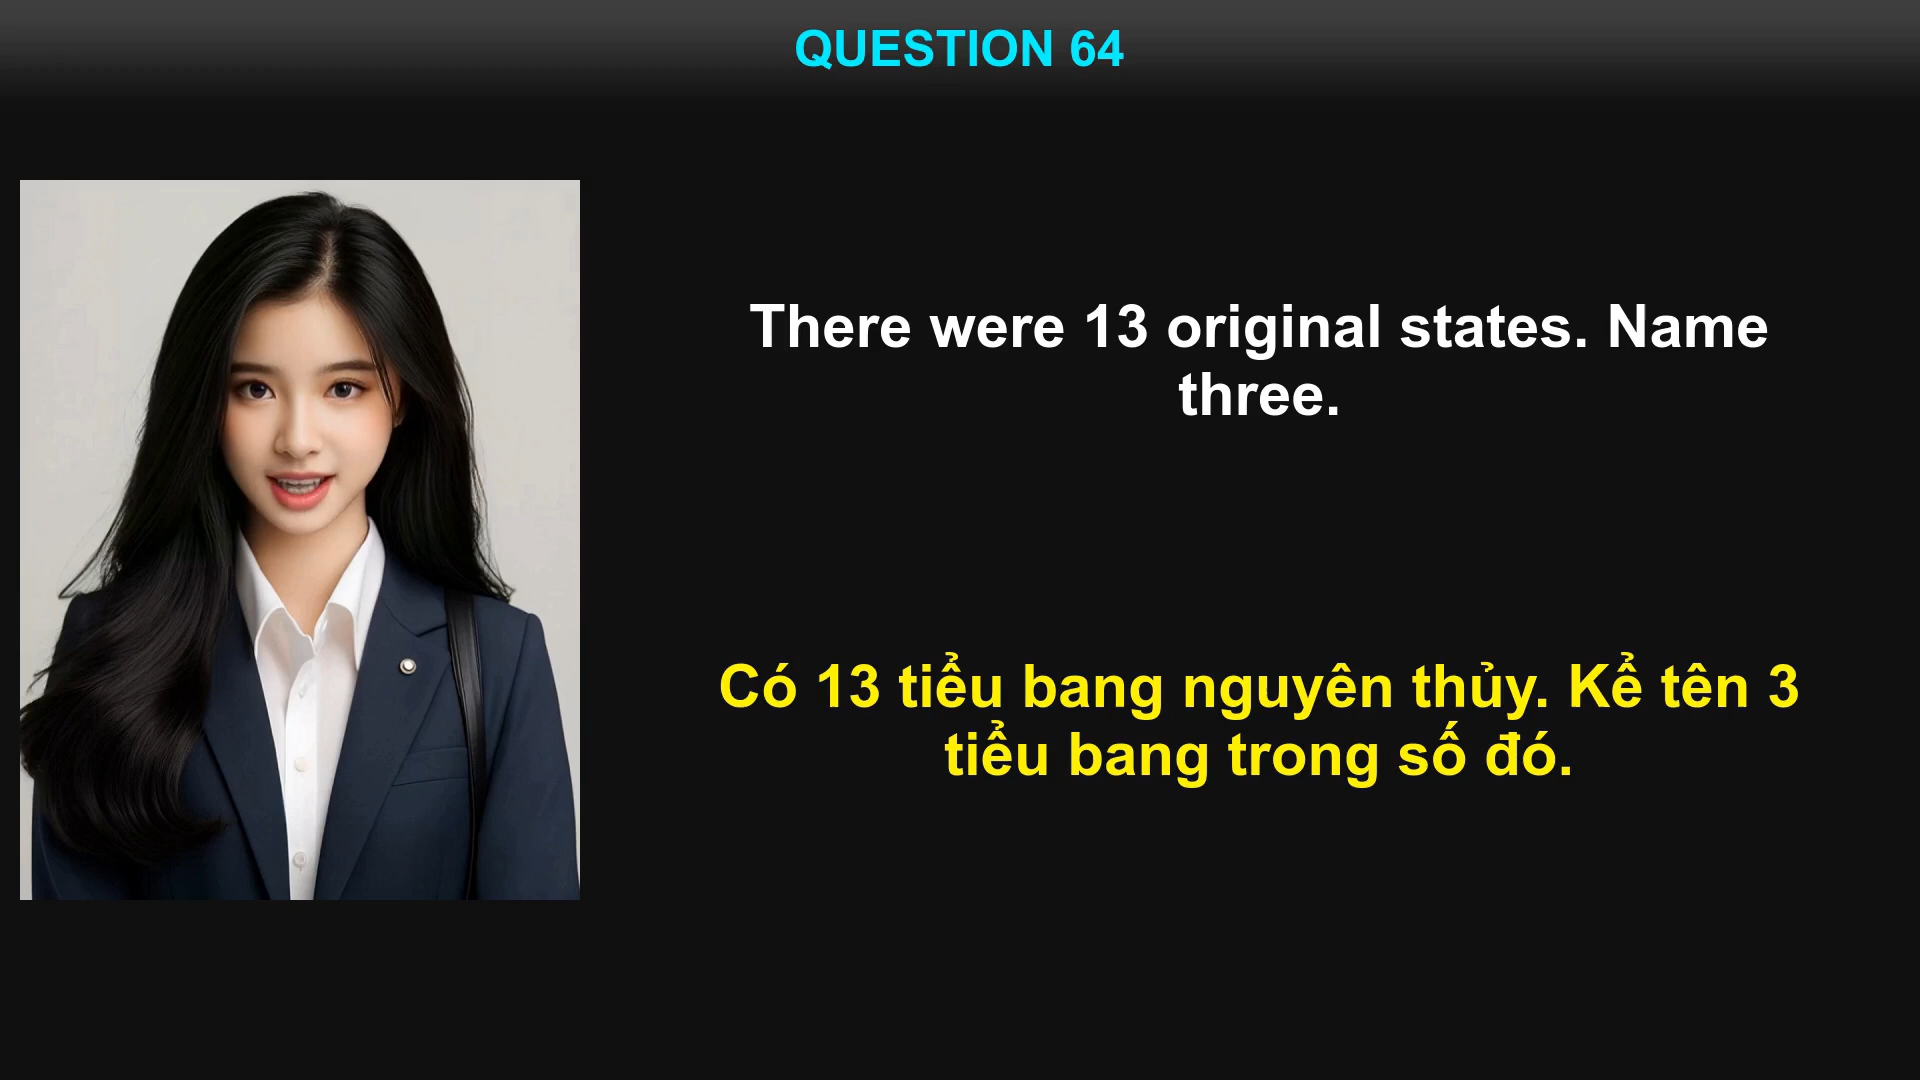 QUESTION 64
There were 13 original states. Name
three.
Có 13 tiểu bang nguyên thủy. Kể tên 3
tiểu bang trong số đó.